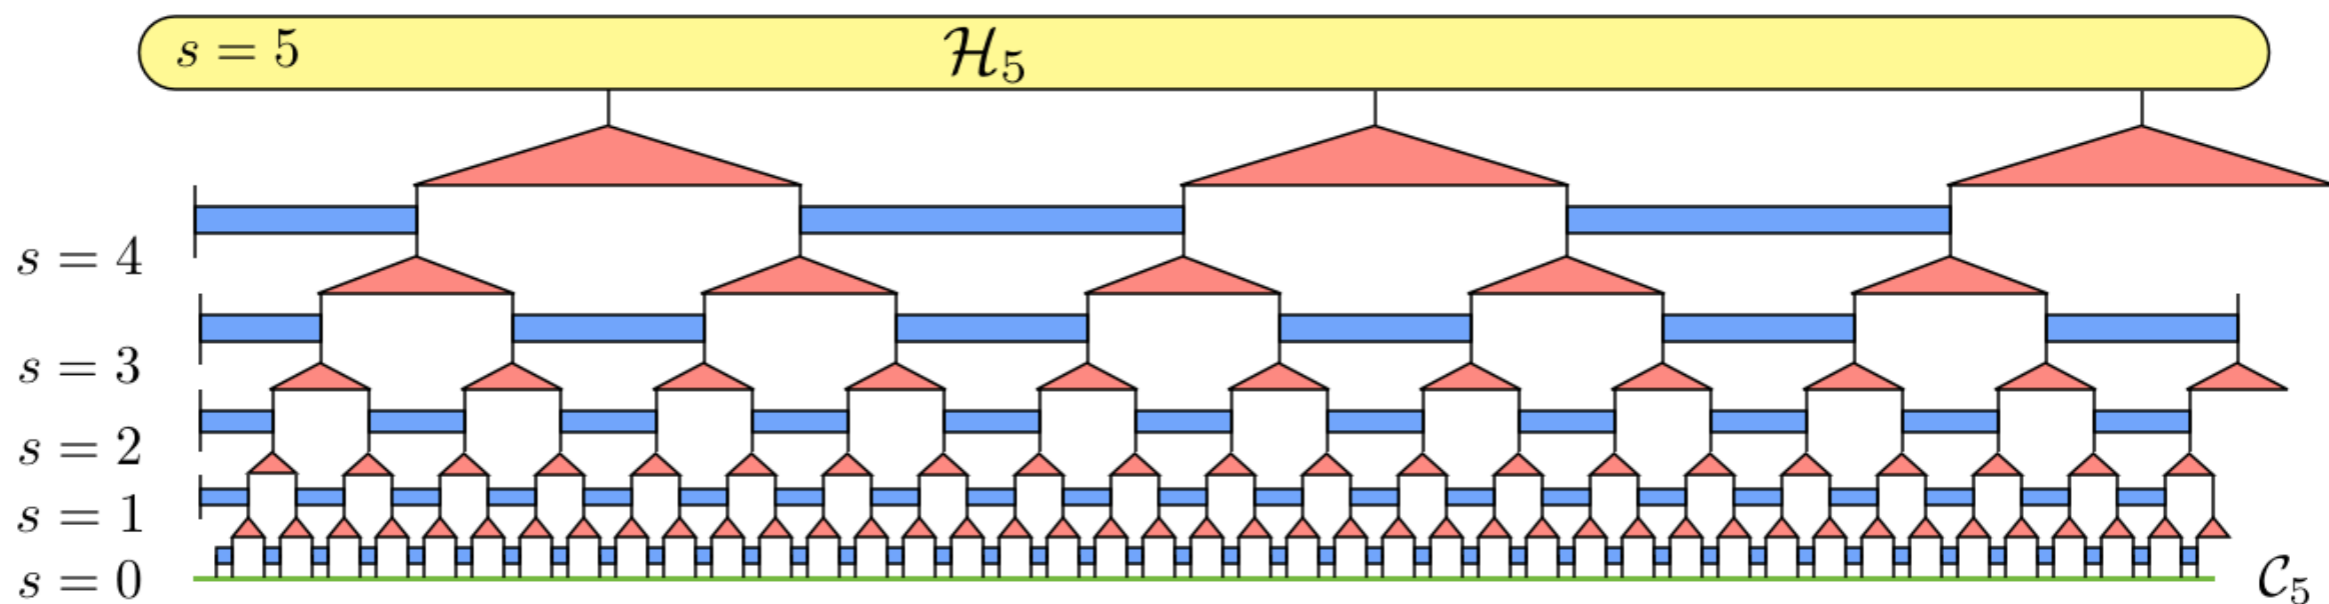 s = 5
𝓗₅
s = 4
s = 3
s = 2
s = 1
s = 0
𝒞₅